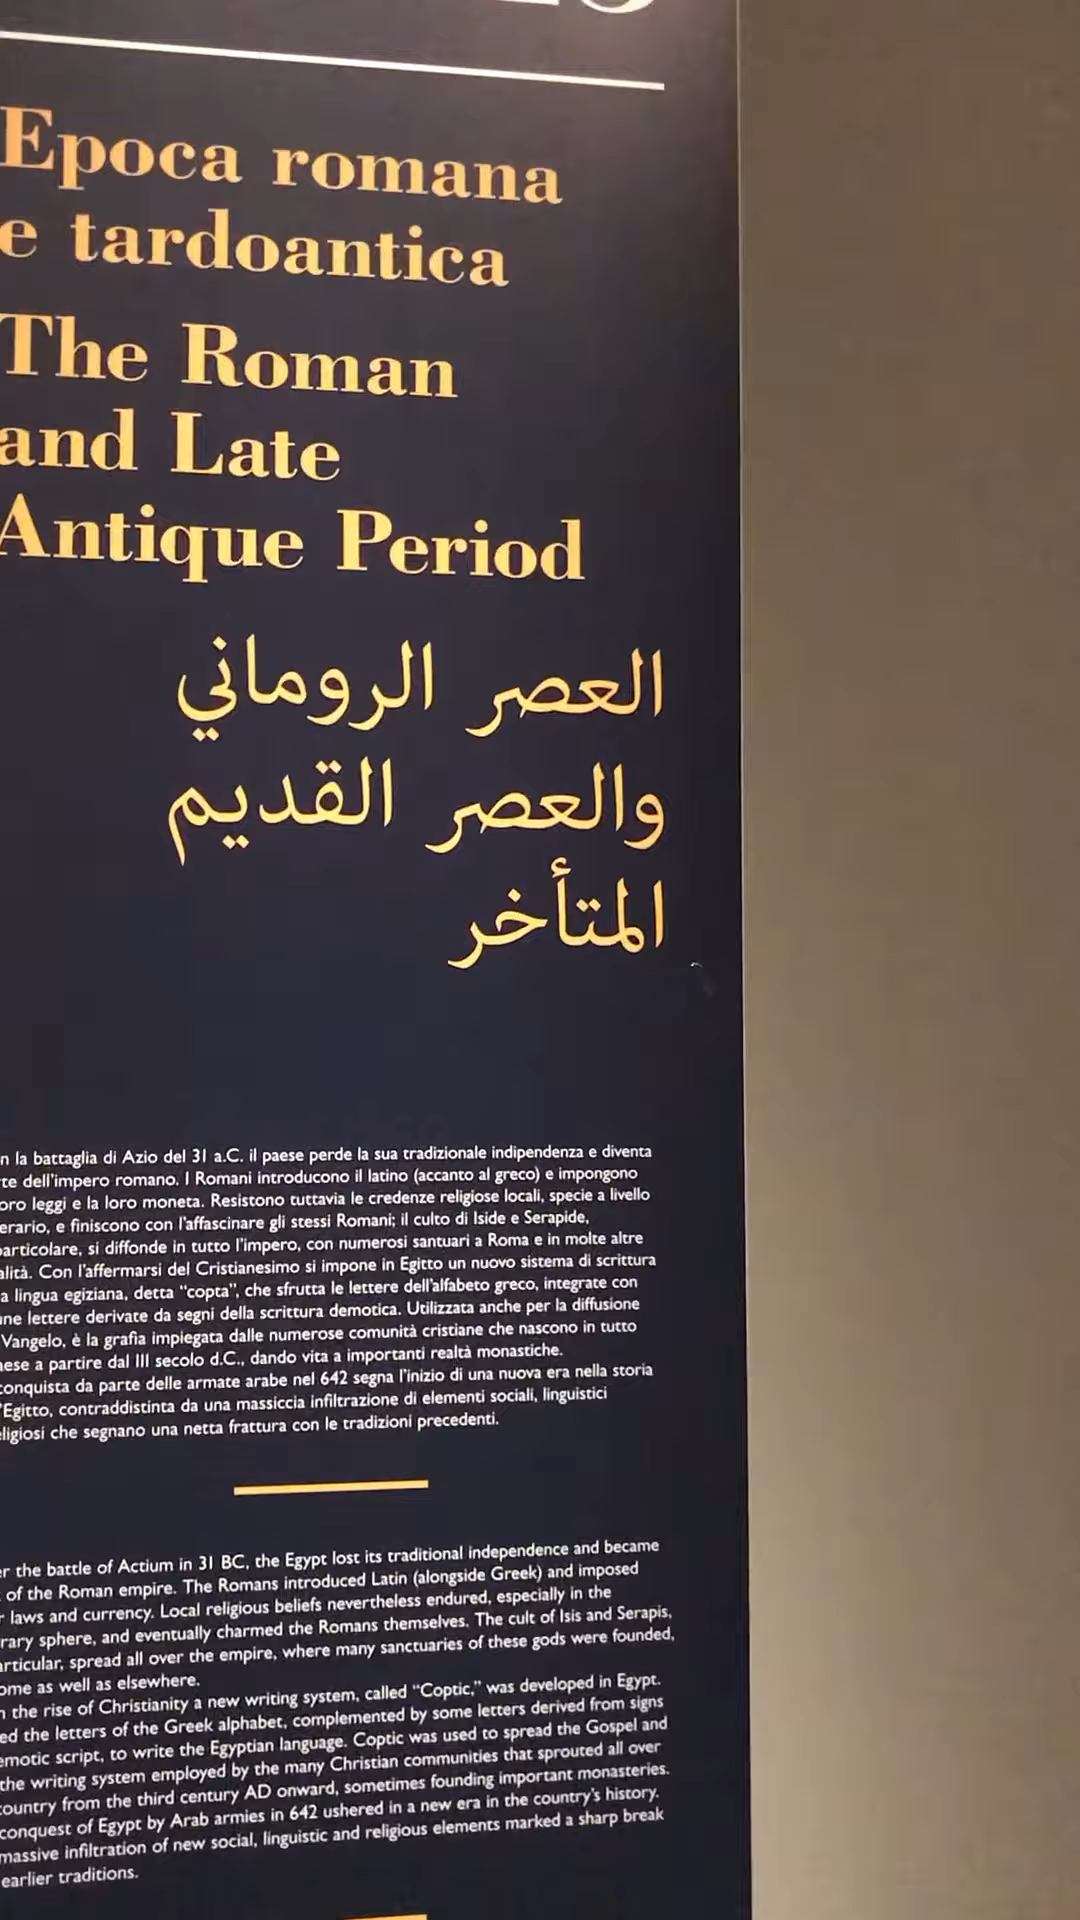 Epoca romana
e tardoantica
The Roman
and Late
Antique Period
العصر الروماني
والعصر القديم
المتأخر
la battaglia di Azio del 31 a.C. il paese perde la sua tradizionale indipendenza e diventa
dell'impero romano. I Romani introducono il latino (accanto al greco) e impongono
leggi e la loro moneta. Resistono tuttavia le credenze religiose locali, specie a livello
e finiscono con l'affascinare gli stessi Romani; il culto di Iside e Serapide,
particolare, si diffonde in tutto l'impero, con numerosi santuari a Roma e in molte altre
Con l'affermarsi del Cristianesimo si impone in Egitto un nuovo sistema di scrittura
a lingua egiziana, detta "copta", che sfrutta le lettere dell'alfabeto greco, integrate con
lettere derivate da segni della scrittura demotica. Utilizzata anche per la diffusione
Vangelo, è la grafia impiegata dalle numerose comunità cristiane che nascono in tutto
a partire dal III secolo d.C., dando vita a importanti realtà monastiche.
conquista da parte delle armate arabe nel 642 segna l'inizio di una nuova era nella storia
'Egitto, contraddistinta da una massiccia infiltrazione di elementi sociali, linguistici
che segnano una netta frattura con le tradizioni precedenti.
the battle of Actium in 31 BC, the Egypt lost its traditional independence and became
of the Roman empire. The Romans introduced Latin (alongside Greek) and imposed
laws and currency. Local religious beliefs nevertheless endured, especially in the
sphere, and eventually charmed the Romans themselves. The cult of Isis and Serapis,
particular, spread all over the empire, where many sanctuaries of these gods were founded,
as well as elsewhere.
the rise of Christianity a new writing system, called "Coptic," was developed in Egypt.
the letters of the Greek alphabet, complemented by some letters derived from signs
script, to write the Egyptian language. Coptic was used to spread the Gospel and
the writing system employed by the many Christian communities that sprouted all over
country from the third century AD onward, sometimes founding important monasteries.
conquest of Egypt by Arab armies in 642 ushered in a new era in the country's history.
massive infiltration of new social, linguistic and religious elements marked a sharp break
earlier traditions.